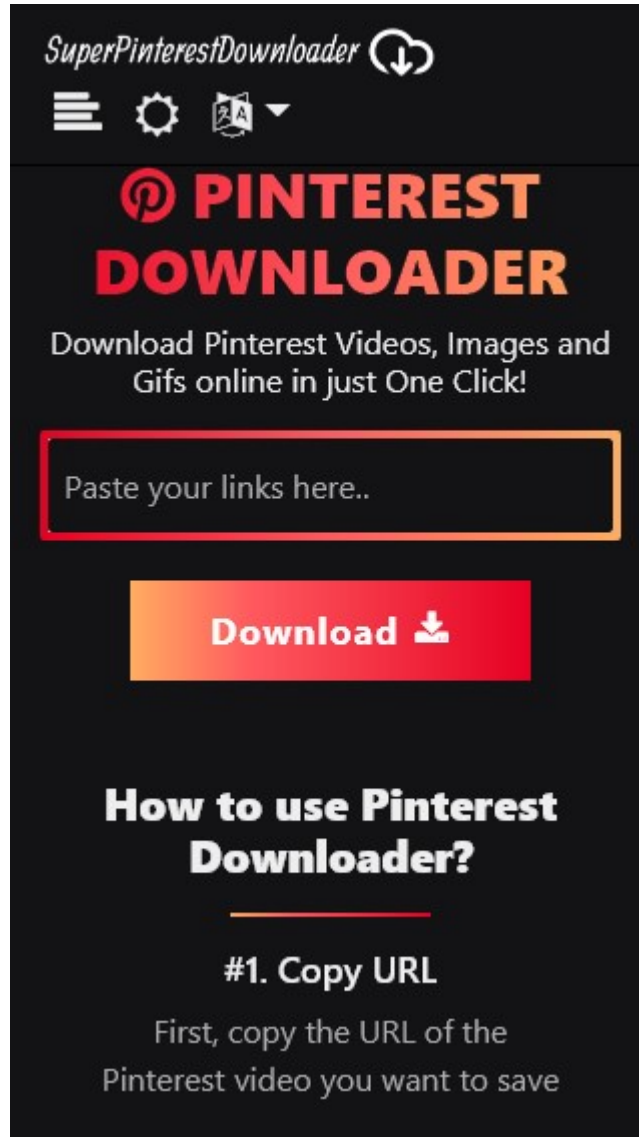 SuperPinterestDownloader
PINTEREST
DOWNLOADER
Download Pinterest Videos, Images and
Gifs online in just One Click!
Paste your links here..
Download
How to use Pinterest
Downloader?
#1. Copy URL
First, copy the URL of the
Pinterest video you want to save